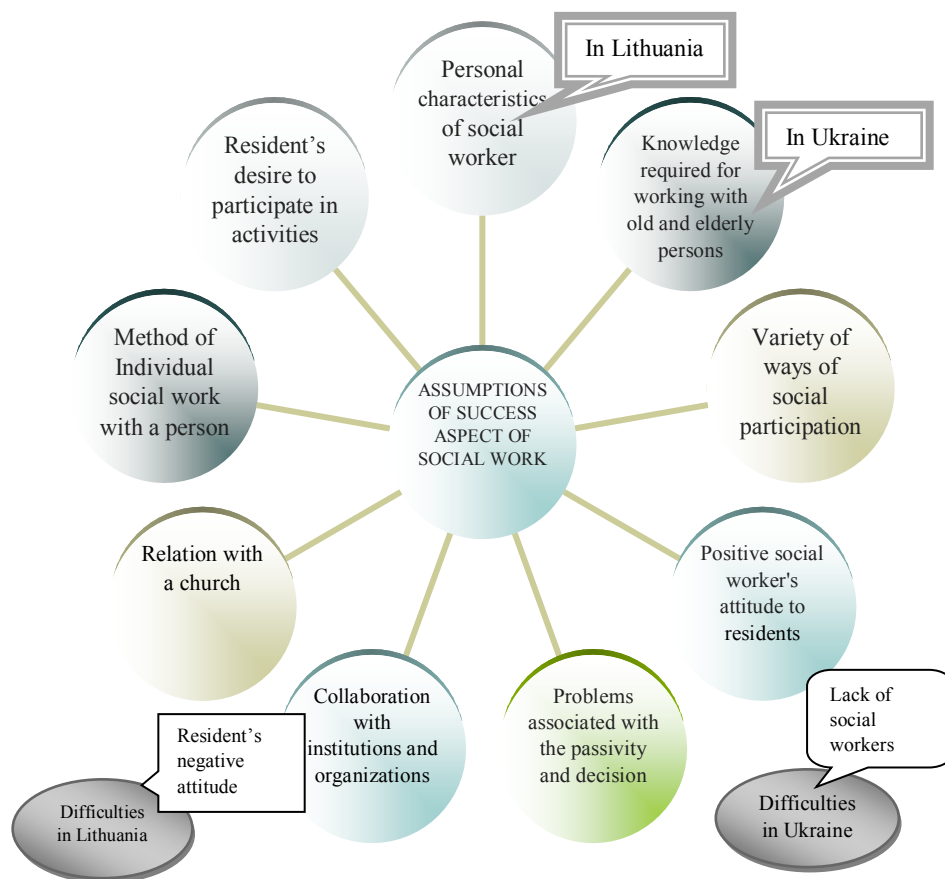 In Lithuania
Personal
characteristics
of social
worker
In Ukraine
Knowledge
required for
working with
old and elderly
persons
Resident’s
desire to
participate in
activities
Method of
Individual
social work
with a person
Variety of
ways of
social
participation
ASSUMPTIONS
OF SUCCESS
ASPECT OF
SOCIAL WORK
Relation with
a church
Positive social
worker's
attitude to
residents
Collaboration
with
institutions and
organizations
Problems
associated with
the passivity
and decision
Resident’s
negative
attitude
Difficulties
in Lithuania
Lack of
social
workers
Difficulties
in Ukraine